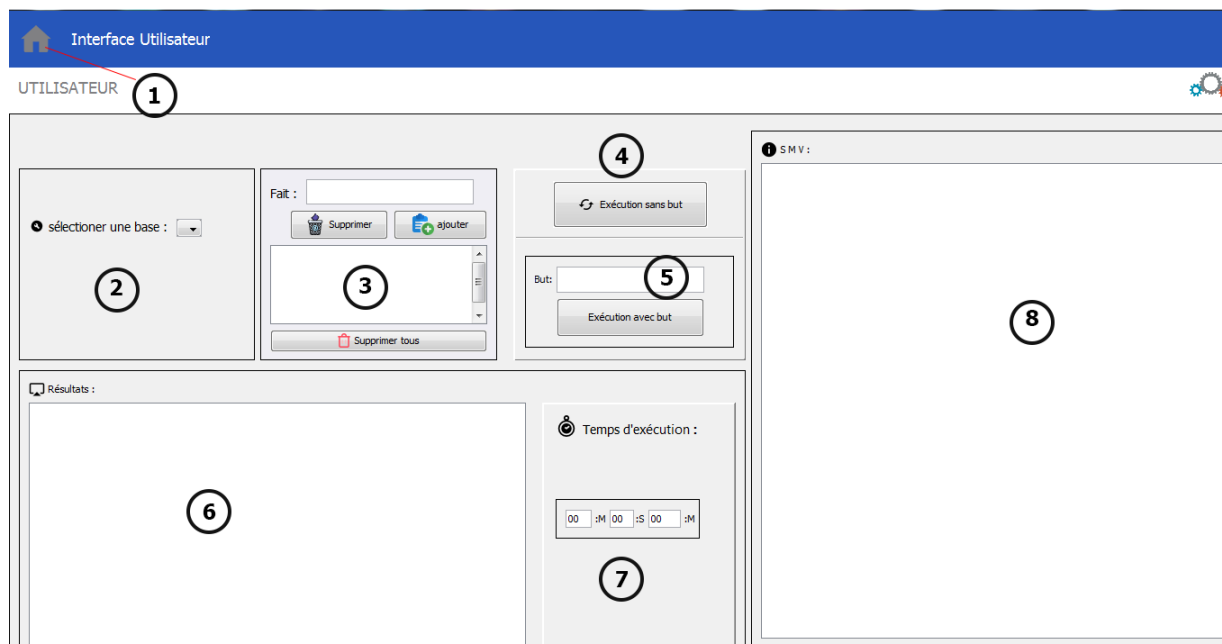 Interface Utilisateur
UTILISATEUR
1
2
sélectioner une base :
Fait :
Supprimer
ajouter
3
Supprimer tous
4
Exécution sans but
But:
5
Exécution avec but
S M V :
8
Résultats :
6
Temps d'exécution :
00 :M 00 :S 00 :M
7